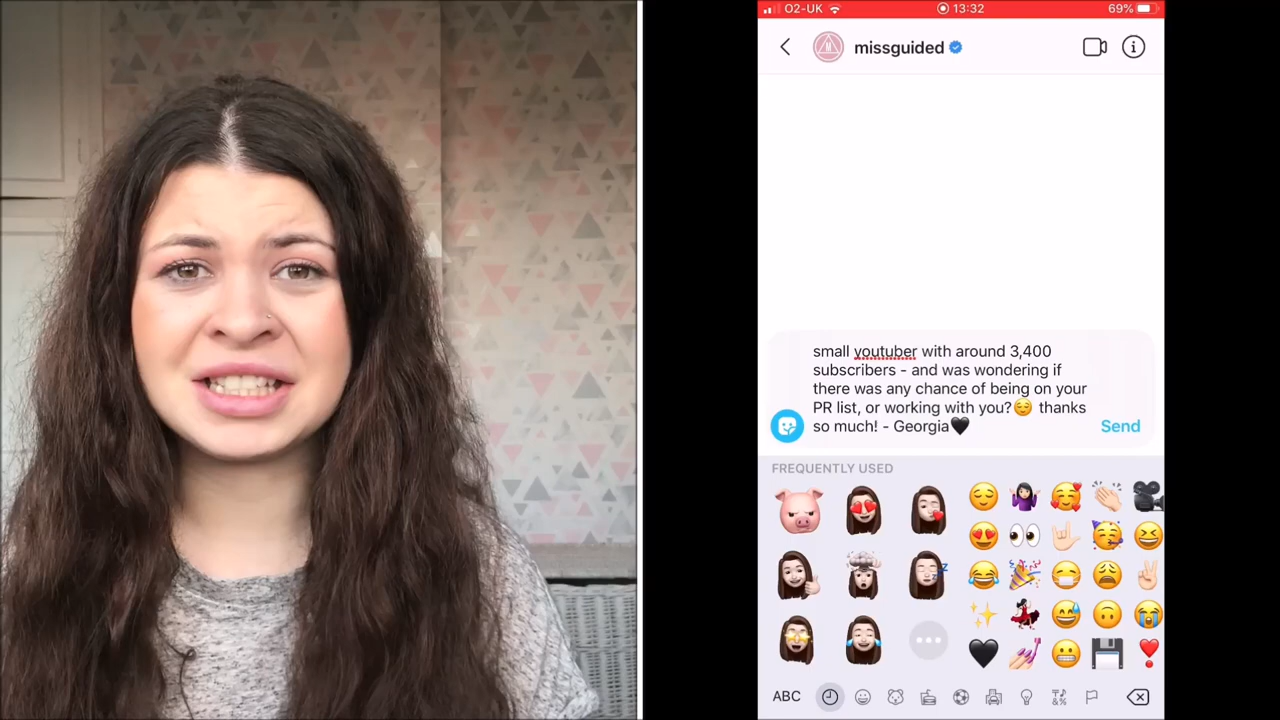 O2-UK 13:32 69%
missguided
small youtuber with around 3,400
subscribers - and was wondering if
there was any chance of being on your
PR list, or working with you?😌 thanks
so much! - Georgia🖤
Send
FREQUENTLY USED
ABC